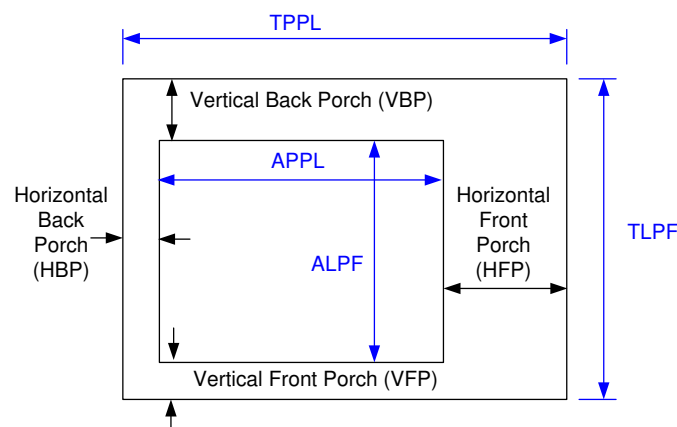 TPPL
Vertical Back Porch (VBP)
APPL
Horizontal
Back
Porch
(HBP)
Horizontal
Front
Porch
(HFP)
TLPF
ALPF
Vertical Front Porch (VFP)